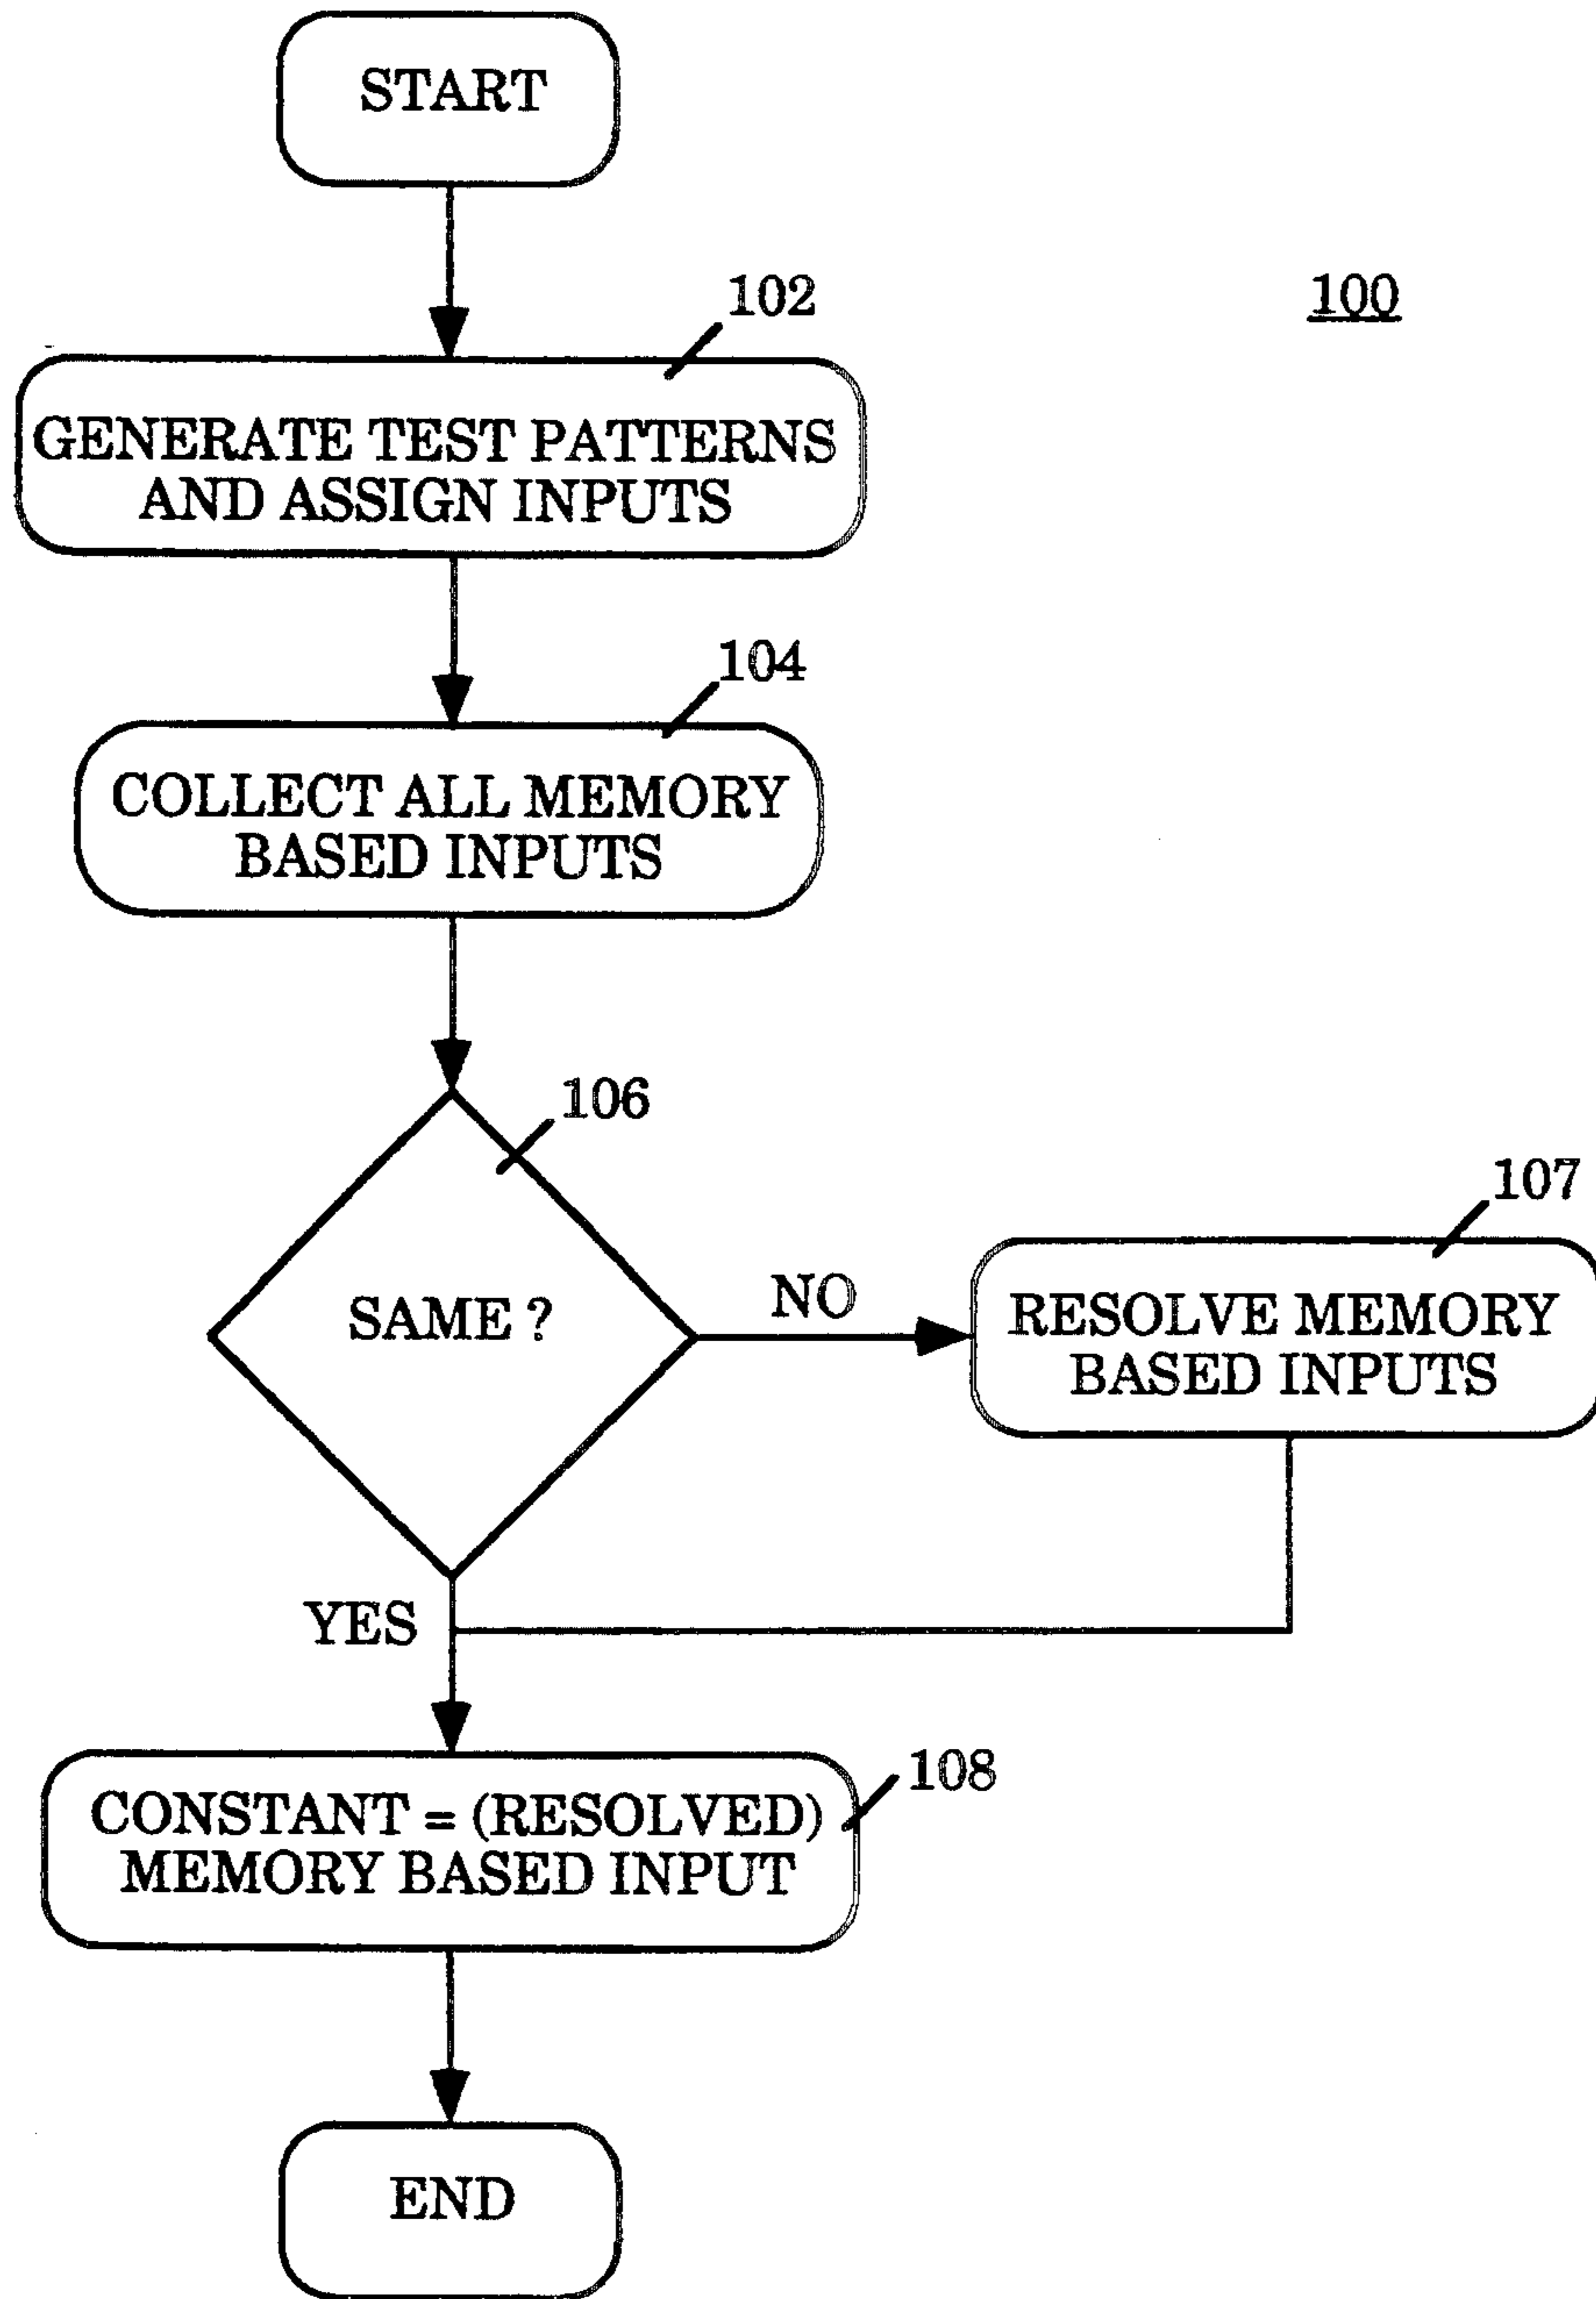 START
102
100
GENERATE TEST PATTERNS
AND ASSIGN INPUTS
104
COLLECT ALL MEMORY
BASED INPUTS
106
SAME ?
107
NO
RESOLVE MEMORY
BASED INPUTS
YES
108
CONSTANT = (RESOLVED)
MEMORY BASED INPUT
END